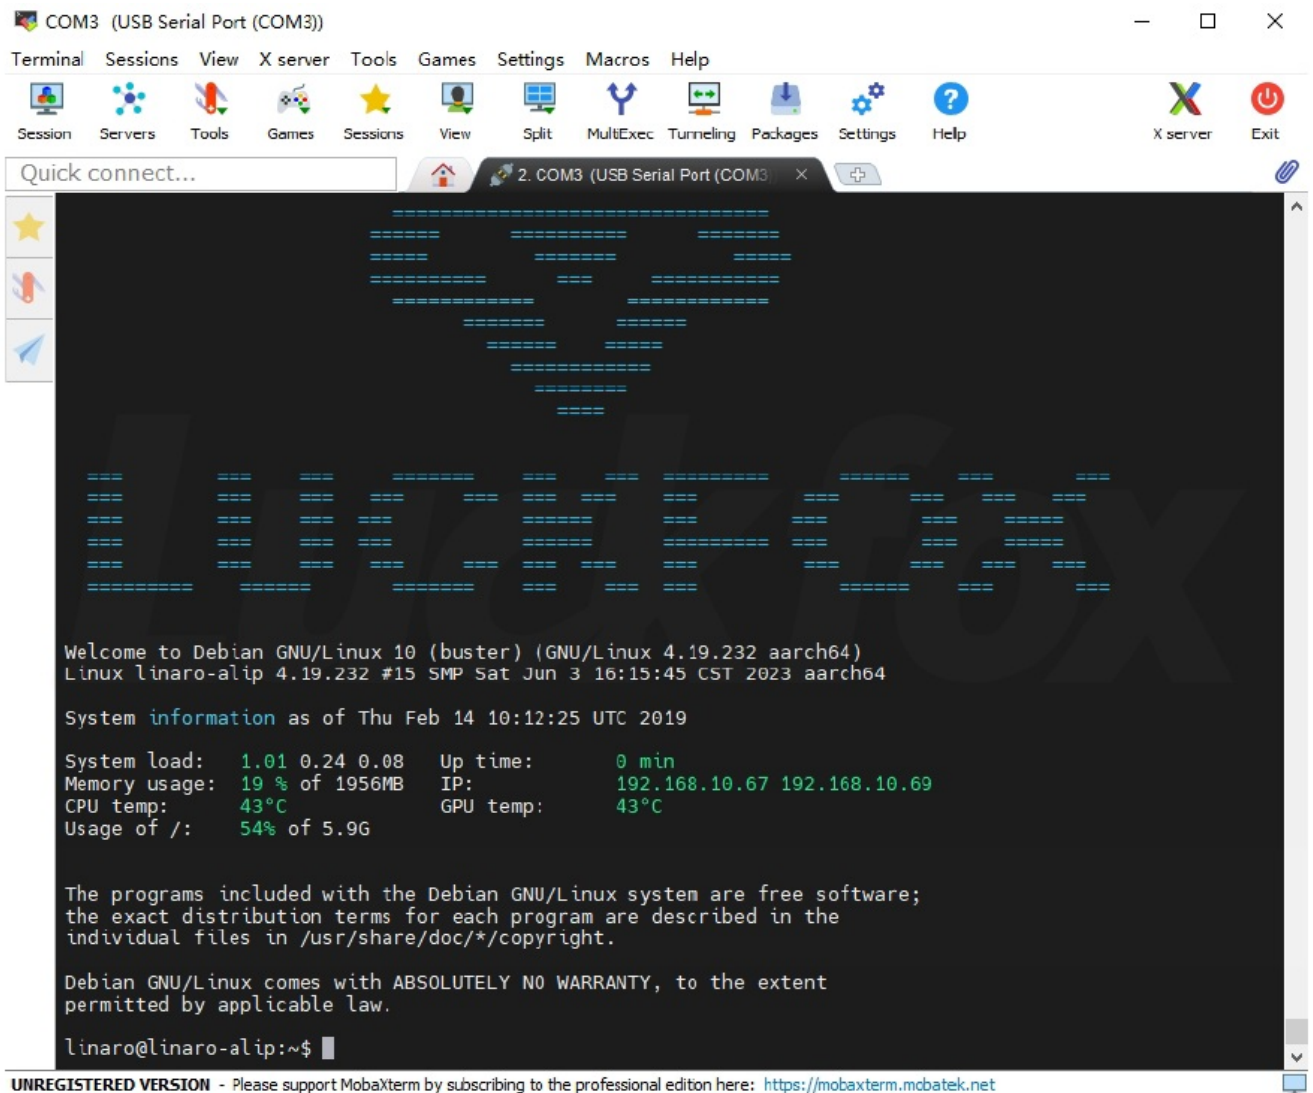 COM3 (USB Serial Port (COM3))
Terminal Sessions View X server Tools Games Settings Macros Help
Session Servers Tools Games Sessions View Split MultiExec Tunneling Packages Settings Help X server Exit
Quick connect...
2. COM3 (USB Serial Port (COM3)
Luckfox
Welcome to Debian GNU/Linux 10 (buster) (GNU/Linux 4.19.232 aarch64)
Linux linaro-alip 4.19.232 #15 SMP Sat Jun 3 16:15:45 CST 2023 aarch64
System information as of Thu Feb 14 10:12:25 UTC 2019
System load: 1.01 0.24 0.08 Up time: 0 min
Memory usage: 19 % of 1956MB IP: 192.168.10.67 192.168.10.69
CPU temp: 43°C GPU temp: 43°C
Usage of /: 54% of 5.9G
The programs included with the Debian GNU/Linux system are free software;
the exact distribution terms for each program are described in the
individual files in /usr/share/doc/*/copyright.
Debian GNU/Linux comes with ABSOLUTELY NO WARRANTY, to the extent
permitted by applicable law.
linaro@linaro-alip:~$
UNREGISTERED VERSION - Please support MobaXterm by subscribing to the professional edition here: https://mobaxterm.mobatek.net